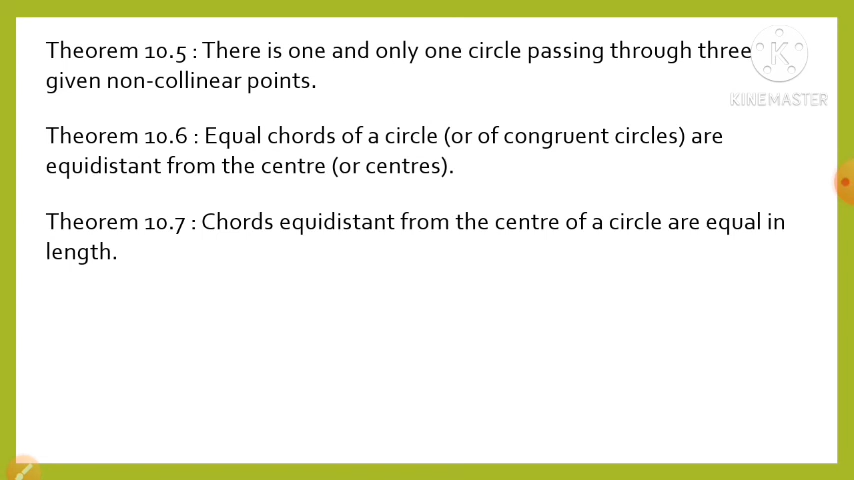 Theorem 10.5 : There is one and only one circle passing through three
given non-collinear points.
KINEMASTER
Theorem 10.6 : Equal chords of a circle (or of congruent circles) are
equidistant from the centre (or centres).
Theorem 10.7 : Chords equidistant from the centre of a circle are equal in
length.